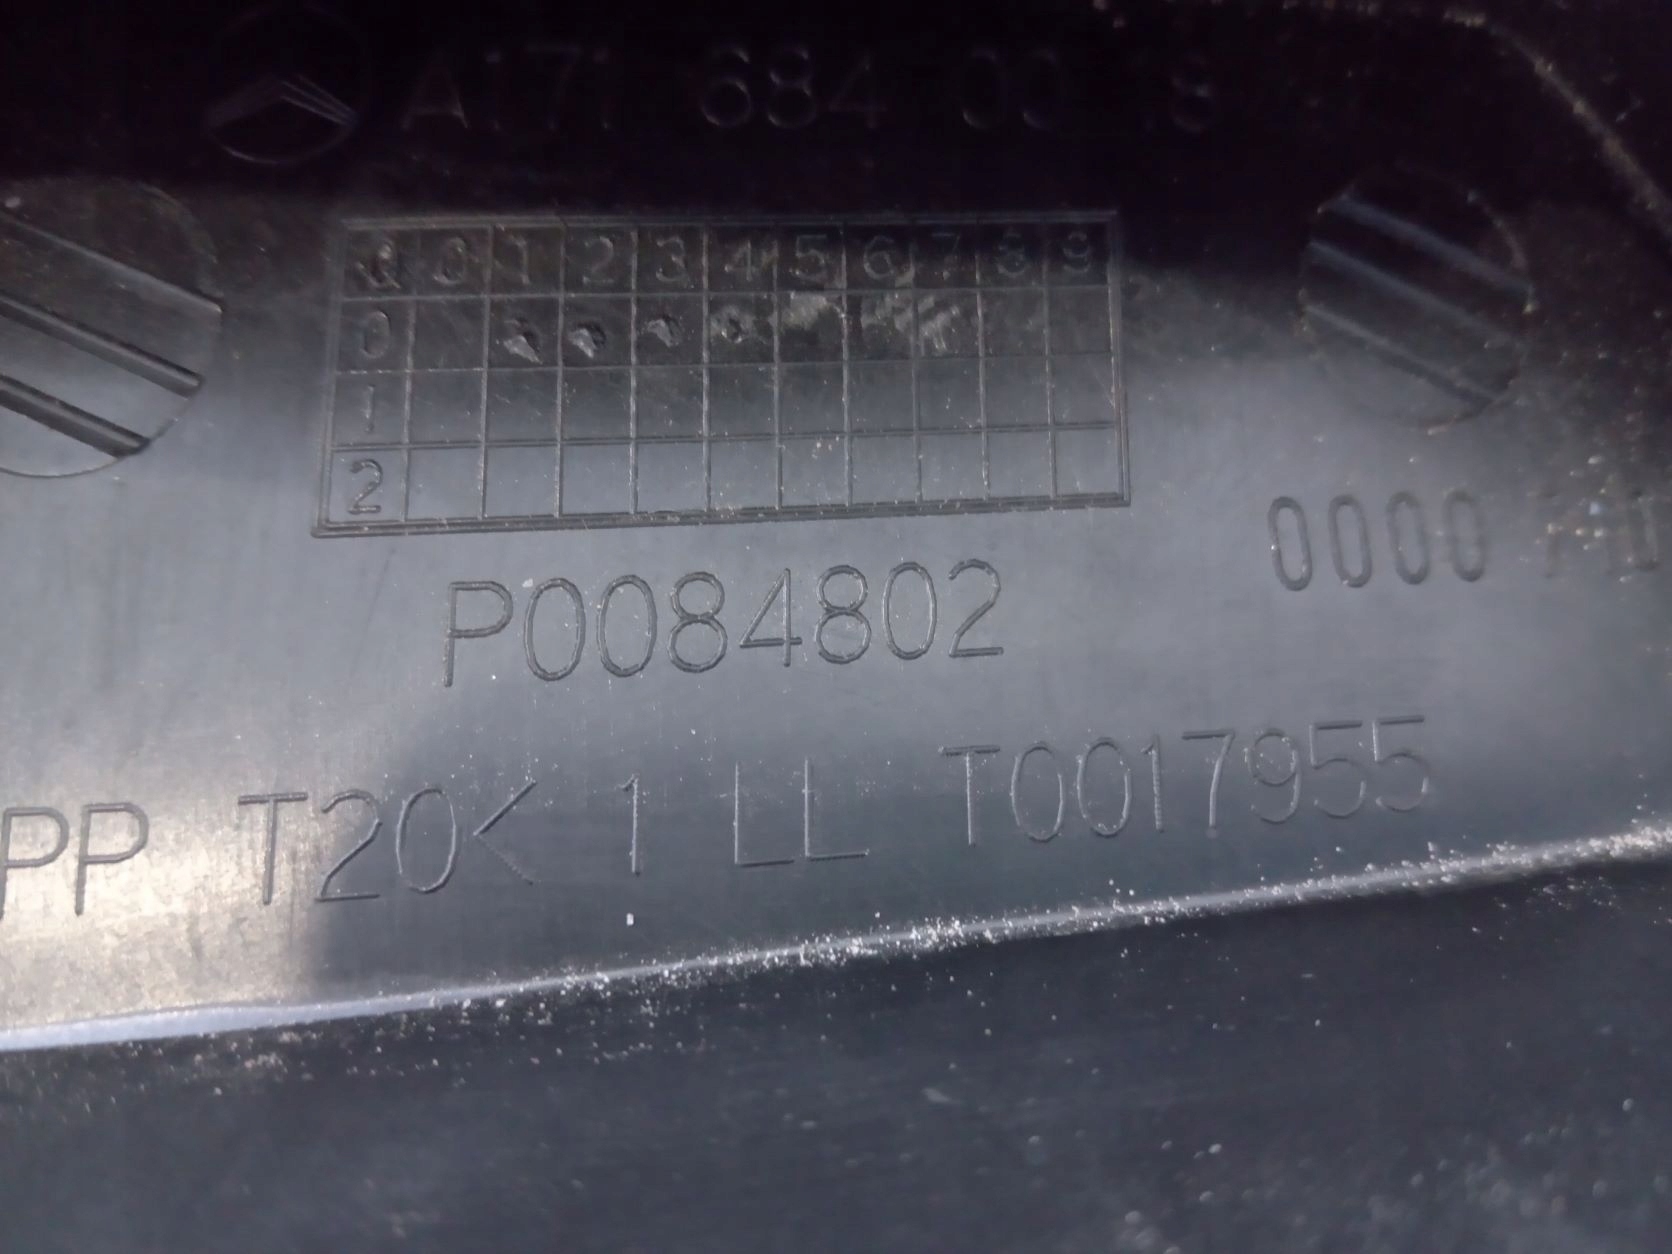 A171 684 00
Q 0 1 2 3 4 5 6 7 8 9
0
1
2
0000
P0084802
PP T20< 1 LL T0017955